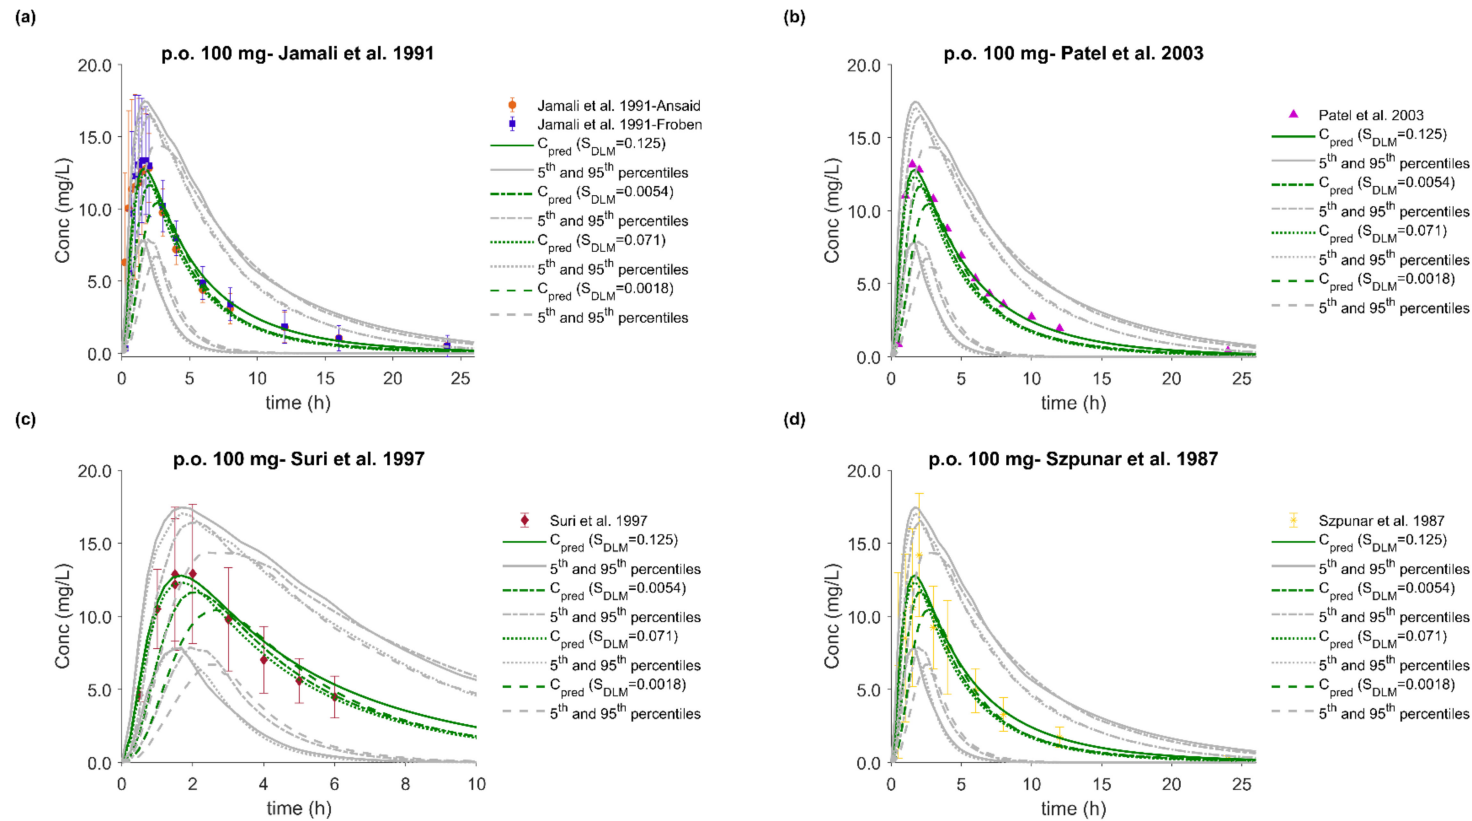 (a)
p.o. 100 mg- Jamali et al. 1991
20.0
15.0
10.0
5.0
0.0
Conc (mg/L)
0 5 10 15 20 25
time (h)
Jamali et al. 1991-Ansaid
Jamali et al. 1991-Froben
Cpred (SDLM=0.125)
5th and 95th percentiles
Cpred (SDLM=0.0054)
5th and 95th percentiles
Cpred (SDLM=0.071)
5th and 95th percentiles
Cpred (SDLM=0.0018)
5th and 95th percentiles
(b)
p.o. 100 mg- Patel et al. 2003
20.0
15.0
10.0
5.0
0.0
Conc (mg/L)
0 5 10 15 20 25
time (h)
Patel et al. 2003
Cpred (SDLM=0.125)
5th and 95th percentiles
Cpred (SDLM=0.0054)
5th and 95th percentiles
Cpred (SDLM=0.071)
5th and 95th percentiles
Cpred (SDLM=0.0018)
5th and 95th percentiles
(c)
p.o. 100 mg- Suri et al. 1997
20.0
15.0
10.0
5.0
0.0
Conc (mg/L)
0 2 4 6 8 10
time (h)
Suri et al. 1997
Cpred (SDLM=0.125)
5th and 95th percentiles
Cpred (SDLM=0.0054)
5th and 95th percentiles
Cpred (SDLM=0.071)
5th and 95th percentiles
Cpred (SDLM=0.0018)
5th and 95th percentiles
(d)
p.o. 100 mg- Szpunar et al. 1987
20.0
15.0
10.0
5.0
0.0
Conc (mg/L)
0 5 10 15 20 25
time (h)
Szpunar et al. 1987
Cpred (SDLM=0.125)
5th and 95th percentiles
Cpred (SDLM=0.0054)
5th and 95th percentiles
Cpred (SDLM=0.071)
5th and 95th percentiles
Cpred (SDLM=0.0018)
5th and 95th percentiles